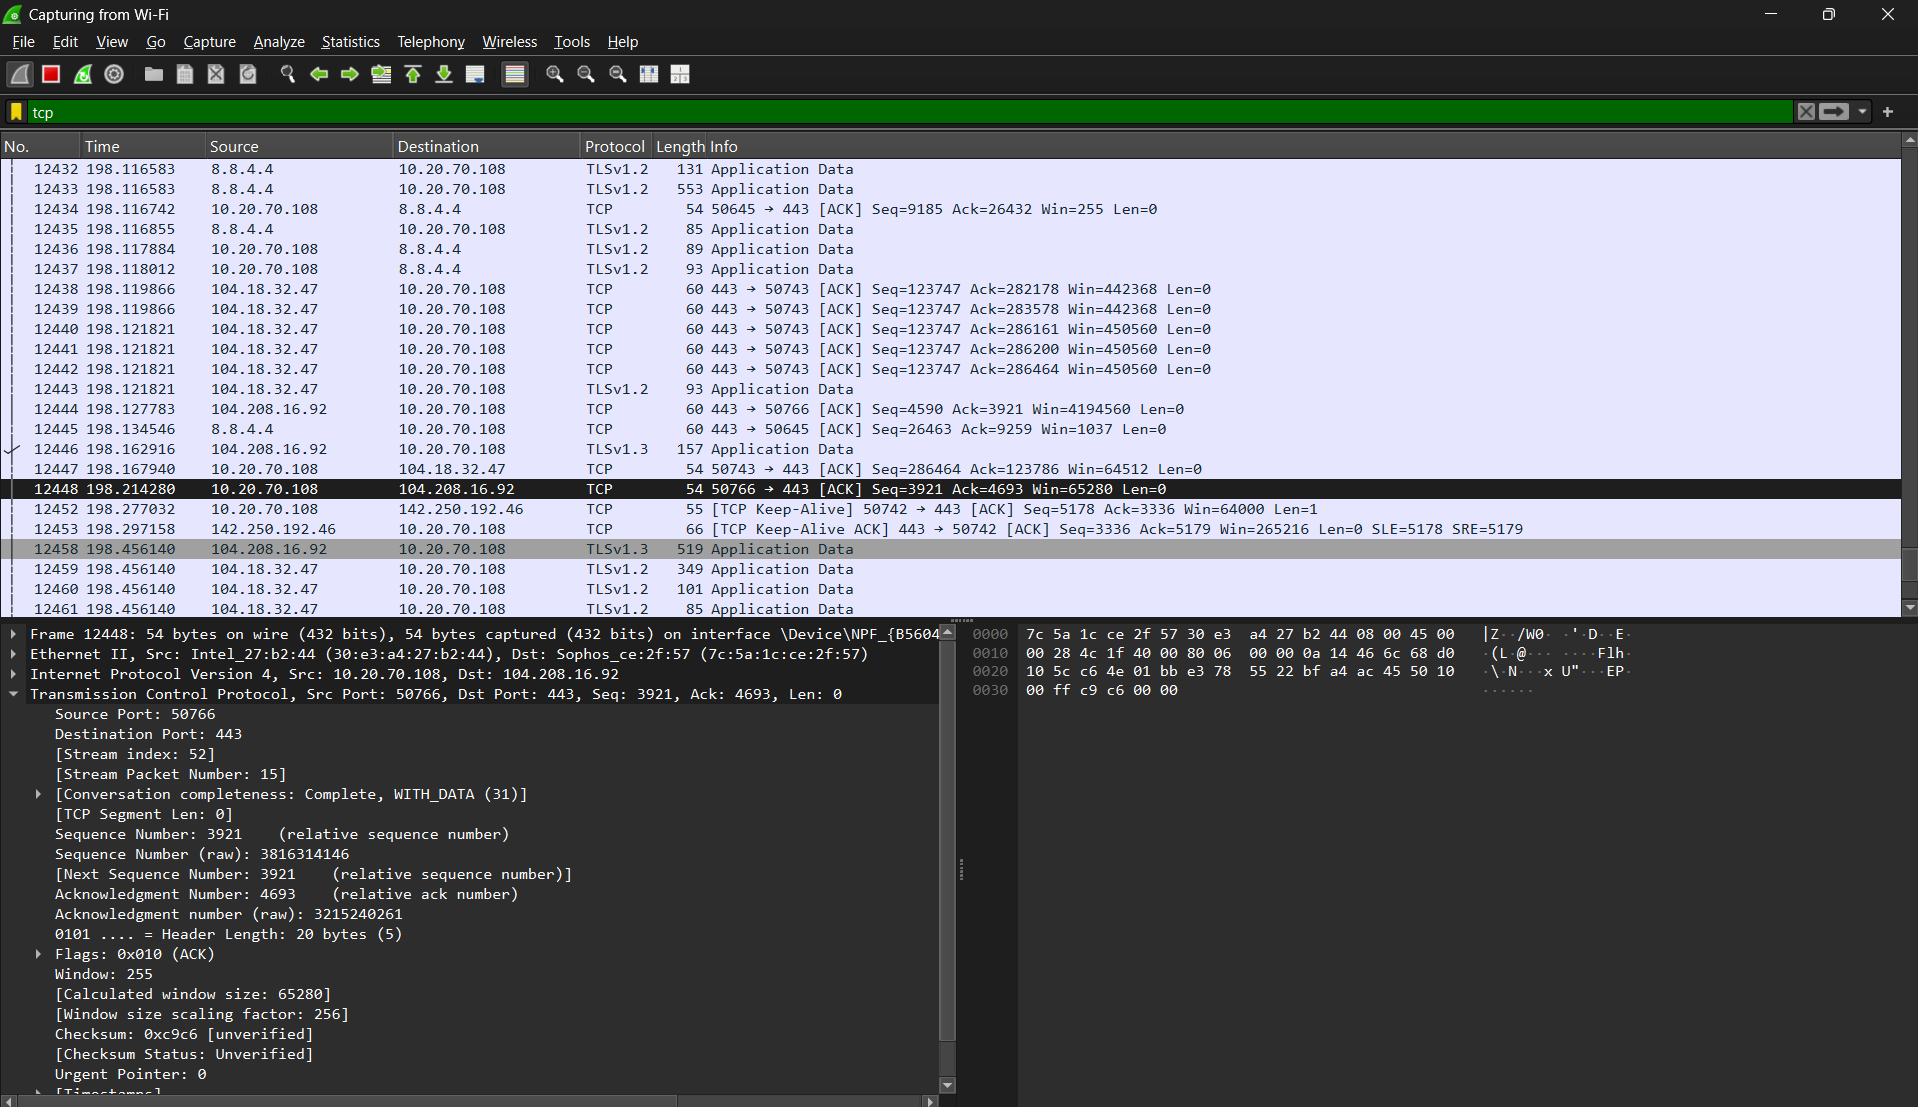 Capturing from Wi-Fi
File Edit View Go Capture Analyze Statistics Telephony Wireless Tools Help
tcp
No. Time Source Destination Protocol Length Info
12432 198.116583 8.8.4.4 10.20.70.108 TLSv1.2 131 Application Data
12433 198.116583 8.8.4.4 10.20.70.108 TLSv1.2 553 Application Data
12434 198.116742 10.20.70.108 8.8.4.4 TCP 54 50645 → 443 [ACK] Seq=9185 Ack=26432 Win=255 Len=0
12435 198.116855 8.8.4.4 10.20.70.108 TLSv1.2 85 Application Data
12436 198.117884 10.20.70.108 8.8.4.4 TLSv1.2 89 Application Data
12437 198.118012 10.20.70.108 8.8.4.4 TLSv1.2 93 Application Data
12438 198.119866 104.18.32.47 10.20.70.108 TCP 60 443 → 50743 [ACK] Seq=123747 Ack=282178 Win=442368 Len=0
12439 198.119866 104.18.32.47 10.20.70.108 TCP 60 443 → 50743 [ACK] Seq=123747 Ack=283578 Win=442368 Len=0
12440 198.121821 104.18.32.47 10.20.70.108 TCP 60 443 → 50743 [ACK] Seq=123747 Ack=286161 Win=450560 Len=0
12441 198.121821 104.18.32.47 10.20.70.108 TCP 60 443 → 50743 [ACK] Seq=123747 Ack=286200 Win=450560 Len=0
12442 198.121821 104.18.32.47 10.20.70.108 TCP 60 443 → 50743 [ACK] Seq=123747 Ack=286464 Win=450560 Len=0
12443 198.121821 104.18.32.47 10.20.70.108 TLSv1.2 93 Application Data
12444 198.127783 104.208.16.92 10.20.70.108 TCP 60 443 → 50766 [ACK] Seq=4590 Ack=3921 Win=4194560 Len=0
12445 198.134546 8.8.4.4 10.20.70.108 TCP 60 443 → 50645 [ACK] Seq=26463 Ack=9259 Win=1037 Len=0
12446 198.162916 104.208.16.92 10.20.70.108 TLSv1.3 157 Application Data
12447 198.167940 10.20.70.108 104.18.32.47 TCP 54 50743 → 443 [ACK] Seq=286464 Ack=123786 Win=64512 Len=0
12448 198.214280 10.20.70.108 104.208.16.92 TCP 54 50766 → 443 [ACK] Seq=3921 Ack=4693 Win=65280 Len=0
12452 198.277032 10.20.70.108 142.250.192.46 TCP 55 [TCP Keep-Alive] 50742 → 443 [ACK] Seq=5178 Ack=3336 Win=64000 Len=1
12453 198.297158 142.250.192.46 10.20.70.108 TCP 66 [TCP Keep-Alive ACK] 443 → 50742 [ACK] Seq=3336 Ack=5179 Win=265216 Len=0 SLE=5178 SRE=5179
12458 198.456140 104.208.16.92 10.20.70.108 TLSv1.3 519 Application Data
12459 198.456140 104.18.32.47 10.20.70.108 TLSv1.2 349 Application Data
12460 198.456140 104.18.32.47 10.20.70.108 TLSv1.2 101 Application Data
12461 198.456140 104.18.32.47 10.20.70.108 TLSv1.2 85 Application Data
Frame 12448: 54 bytes on wire (432 bits), 54 bytes captured (432 bits) on interface \Device\NPF_{B5604
Ethernet II, Src: Intel_27:b2:44 (30:e3:a4:27:b2:44), Dst: Sophos_ce:2f:57 (7c:5a:1c:ce:2f:57)
Internet Protocol Version 4, Src: 10.20.70.108, Dst: 104.208.16.92
Transmission Control Protocol, Src Port: 50766, Dst Port: 443, Seq: 3921, Ack: 4693, Len: 0
Source Port: 50766
Destination Port: 443
[Stream index: 52]
[Stream Packet Number: 15]
[Conversation completeness: Complete, WITH_DATA (31)]
[TCP Segment Len: 0]
Sequence Number: 3921 (relative sequence number)
Sequence Number (raw): 3816314146
[Next Sequence Number: 3921 (relative sequence number)]
Acknowledgment Number: 4693 (relative ack number)
Acknowledgment number (raw): 3215240261
0101 .... = Header Length: 20 bytes (5)
Flags: 0x010 (ACK)
Window: 255
[Calculated window size: 65280]
[Window size scaling factor: 256]
Checksum: 0xc9c6 [unverified]
[Checksum Status: Unverified]
Urgent Pointer: 0
[Timestamps]
0000 7c 5a 1c ce 2f 57 30 e3 a4 27 b2 44 08 00 45 00 |Z··/W0· ·'·D··E·
0010 00 28 4c 1f 40 00 80 06 00 00 0a 14 46 6c 68 d0 ·(L·@··· ····Flh·
0020 10 5c c6 4e 01 bb e3 78 55 22 bf a4 ac 45 50 10 ·\·N···x U"···EP·
0030 00 ff c9 c6 00 00 ······